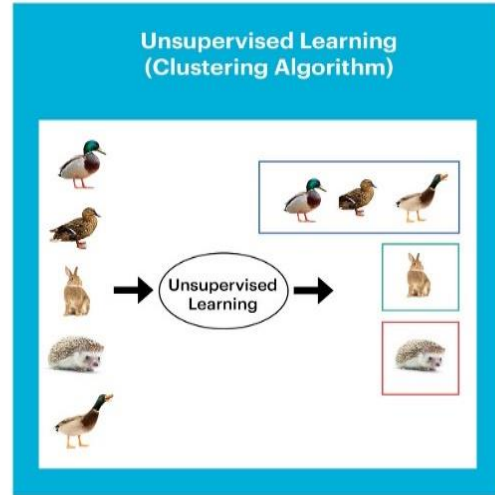 Unsupervised Learning
(Clustering Algorithm)
Unsupervised
Learning